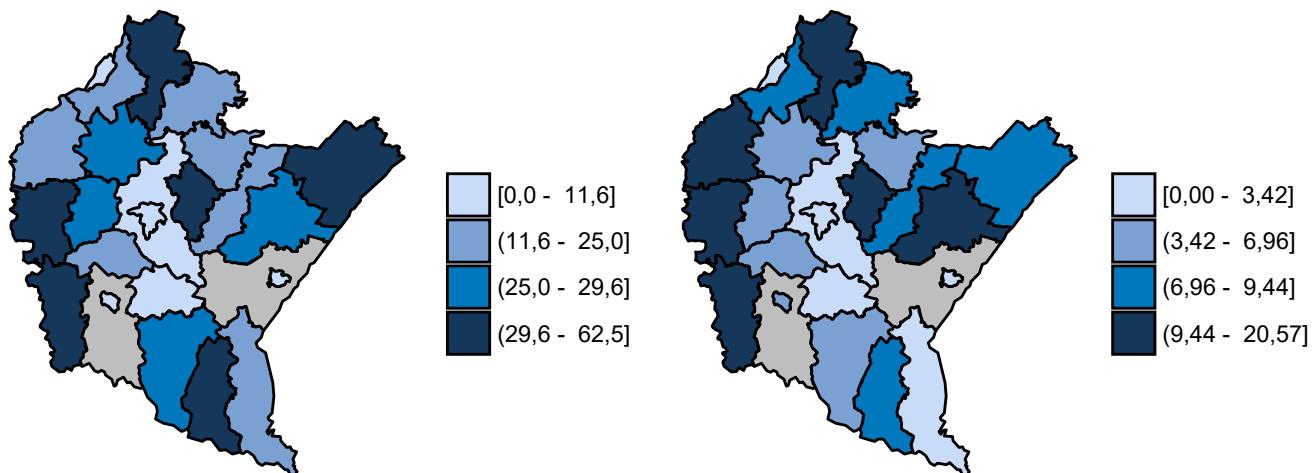 [0,0 - 11,6]
(11,6 - 25,0]
(25,0 - 29,6]
(29,6 - 62,5]
[0,00 - 3,42]
(3,42 - 6,96]
(6,96 - 9,44]
(9,44 - 20,57]